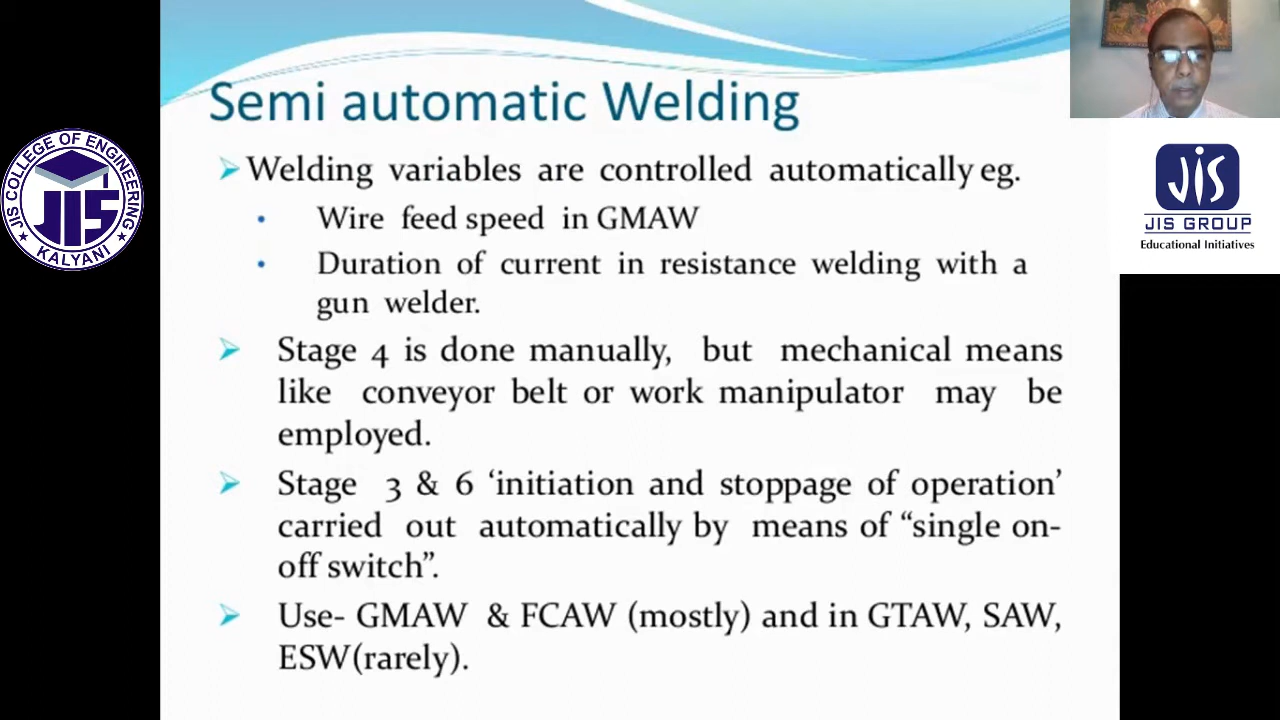 Semi automatic Welding
Welding variables are controlled automatically eg.
Wire feed speed in GMAW
Duration of current in resistance welding with a
gun welder.
Stage 4 is done manually, but mechanical means
like conveyor belt or work manipulator may be
employed.
Stage 3 & 6 ‘initiation and stoppage of operation’
carried out automatically by means of “single on-
off switch”.
Use- GMAW & FCAW (mostly) and in GTAW, SAW,
ESW(rarely).
JIS COLLEGE OF ENGINEERING
JIS
KALYANI
JIS
JIS GROUP
Educational Initiatives